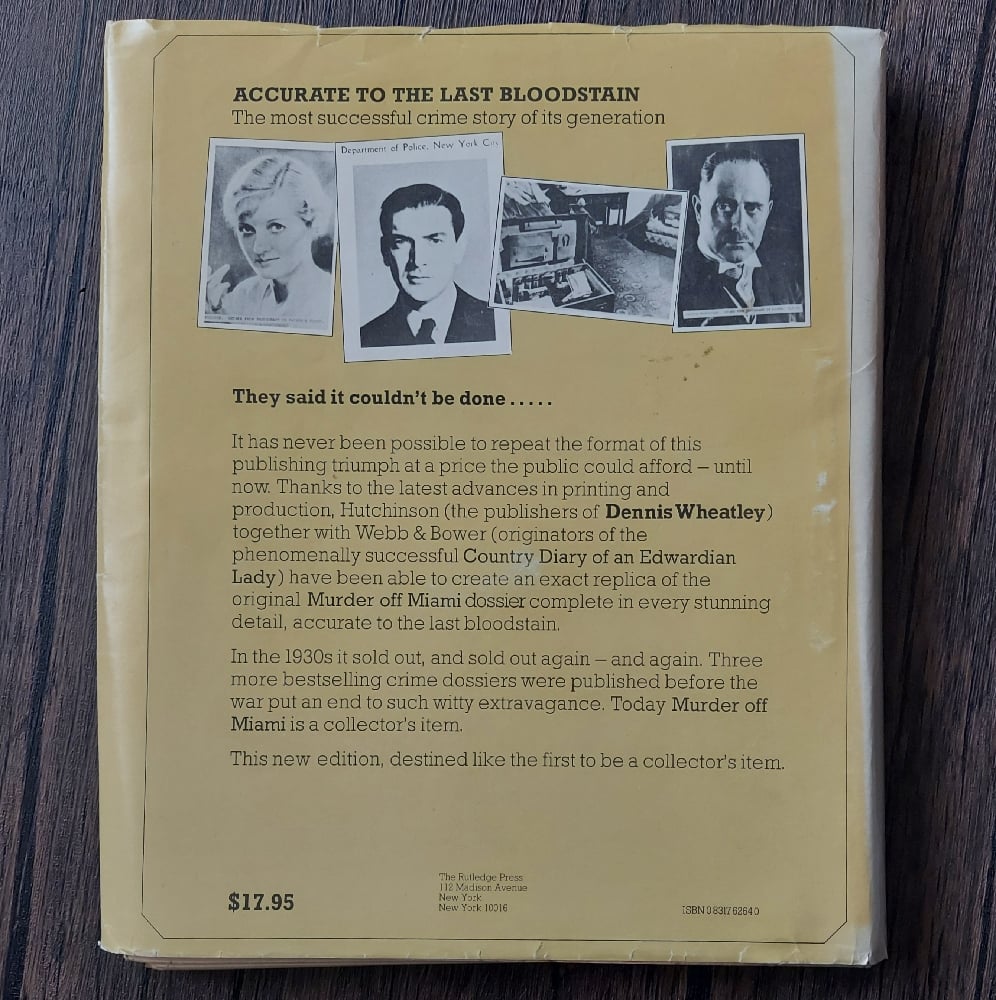 ACCURATE TO THE LAST BLOODSTAIN
The most successful crime story of its generation
Department of Police, New York City
They said it couldn't be done.....
It has never been possible to repeat the format of this
publishing triumph at a price the public could afford – until
now. Thanks to the latest advances in printing and
production, Hutchinson (the publishers of Dennis Wheatley)
together with Webb & Bower (originators of the
phenomenally successful Country Diary of an Edwardian
Lady) have been able to create an exact replica of the
original Murder off Miami dossier complete in every stunning
detail, accurate to the last bloodstain.
In the 1930s it sold out, and sold out again – and again. Three
more bestselling crime dossiers were published before the
war put an end to such witty extravagance. Today Murder off
Miami is a collector's item.
This new edition, destined like the first to be a collector's item.
$17.95
The Rutledge Press
112 Madison Avenue
New York
New York 10016
ISBN 0 8317 6264 0